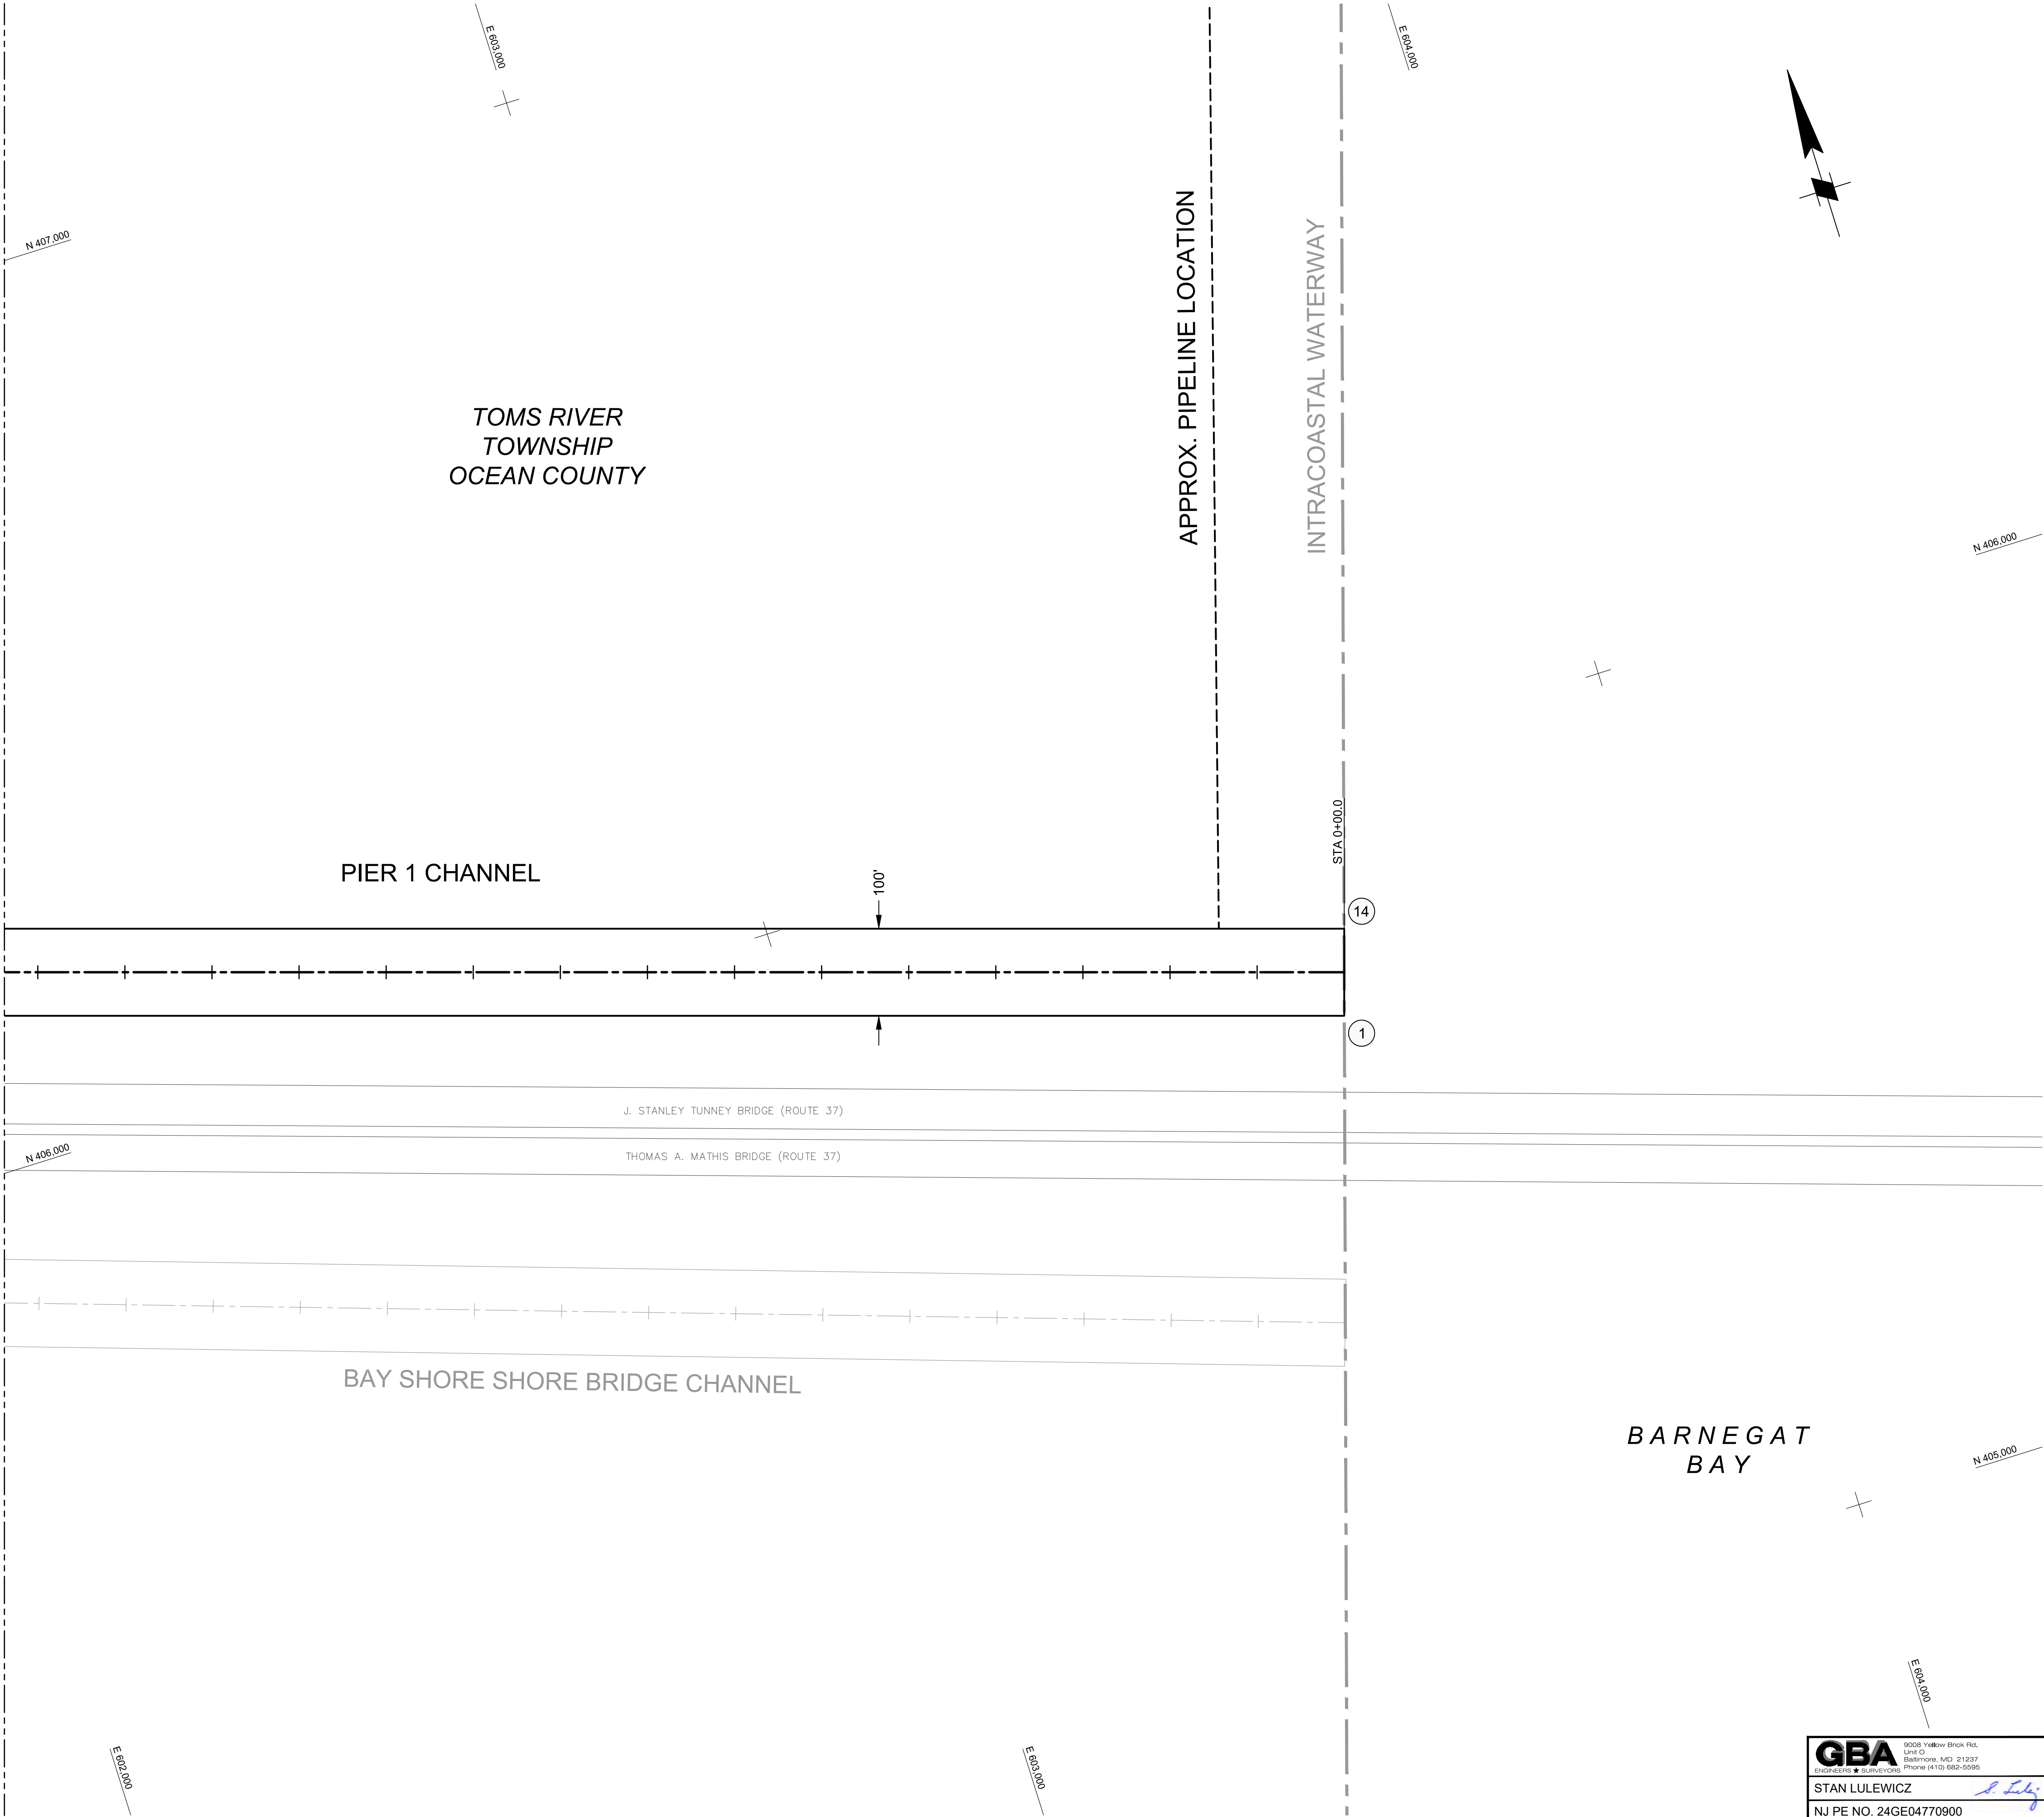 E 603,000
E 604,000
N 407,000
APPROX. PIPELINE LOCATION
INTRACOASTAL WATERWAY
TOMS RIVER
TOWNSHIP
OCEAN COUNTY
N 406,000
STA 0+00.0
PIER 1 CHANNEL
100'
14
1
J. STANLEY TUNNEY BRIDGE (ROUTE 37)
N 406,000
THOMAS A. MATHIS BRIDGE (ROUTE 37)
BAY SHORE SHORE BRIDGE CHANNEL
BARNEGAT
BAY
N 405,000
E 604,000
E 602,000
E 603,000
GBA
ENGINEERS ★ SURVEYORS
9008 Yellow Brick Rd.
Unit O
Baltimore, MD 21237
Phone (410) 682-5595
STAN LULEWICZ
NJ PE NO. 24GE04770900